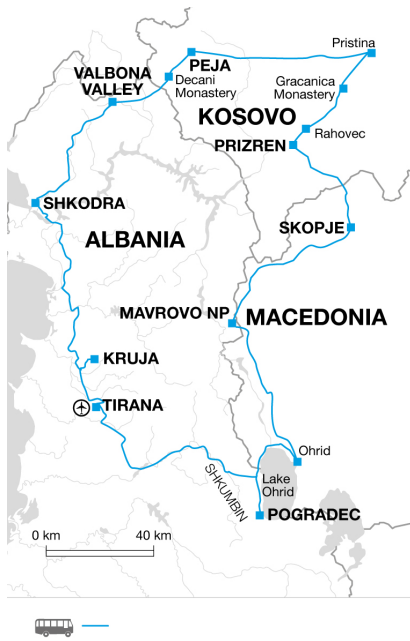 Pristina
PEJA
VALBONA
VALLEY
Decani
Monastery
Gracanica
Monastery
KOSOVO
Rahovec
PRIZREN
SHKODRA
SKOPJE
ALBANIA
MAVROVO NP
MACEDONIA
KRUJA
TIRANA
Ohrid
SHKUMBIN
Lake
Ohrid
POGRADEC
0 km
40 km